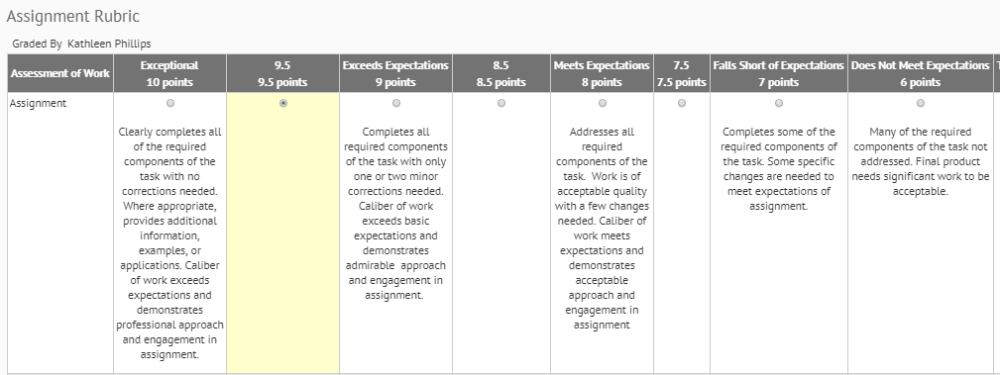 Assignment Rubric
Graded By Kathleen Phillips
Assessment of Work
Exceptional
10 points
9.5
9.5 points
Exceeds Expectations
9 points
8.5
8.5 points
Meets Expectations
8 points
7.5
7.5 points
Falls Short of Expectations
7 points
Does Not Meet Expectations
6 points
T
Assignment
Clearly completes all
of the required
components of the
task with no
corrections needed.
Where appropriate,
provides additional
information,
examples, or
applications. Caliber
of work exceeds
expectations and
demonstrates
professional approach
and engagement in
assignment.
Completes all
required components
of the task with only
one or two minor
corrections needed.
Caliber of work
exceeds basic
expectations and
demonstrates
admirable approach
and engagement in
assignment.
Addresses all
required
components of the
task. Work is of
acceptable quality
with a few changes
needed. Caliber of
work meets
expectations and
demonstrates
acceptable
approach and
engagement in
assignment
Completes some of the
required components of
the task. Some specific
changes are needed to
meet expectations of
assignment.
Many of the required
components of the task not
addressed. Final product
needs significant work to be
acceptable.